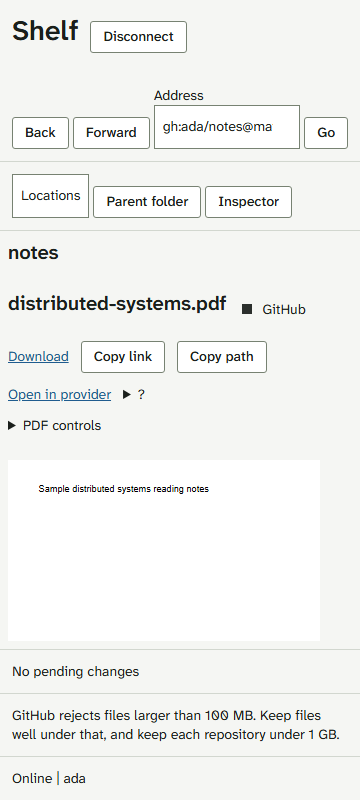 Shelf
Disconnect
Address
Back
Forward
gh:ada/notes@ma
Go
Locations
Parent folder
Inspector
notes
distributed-systems.pdf
GitHub
Download
Copy link
Copy path
Open in provider
?
PDF controls
Sample distributed systems reading notes
No pending changes
GitHub rejects files larger than 100 MB. Keep files
well under that, and keep each repository under 1 GB.
Online | ada